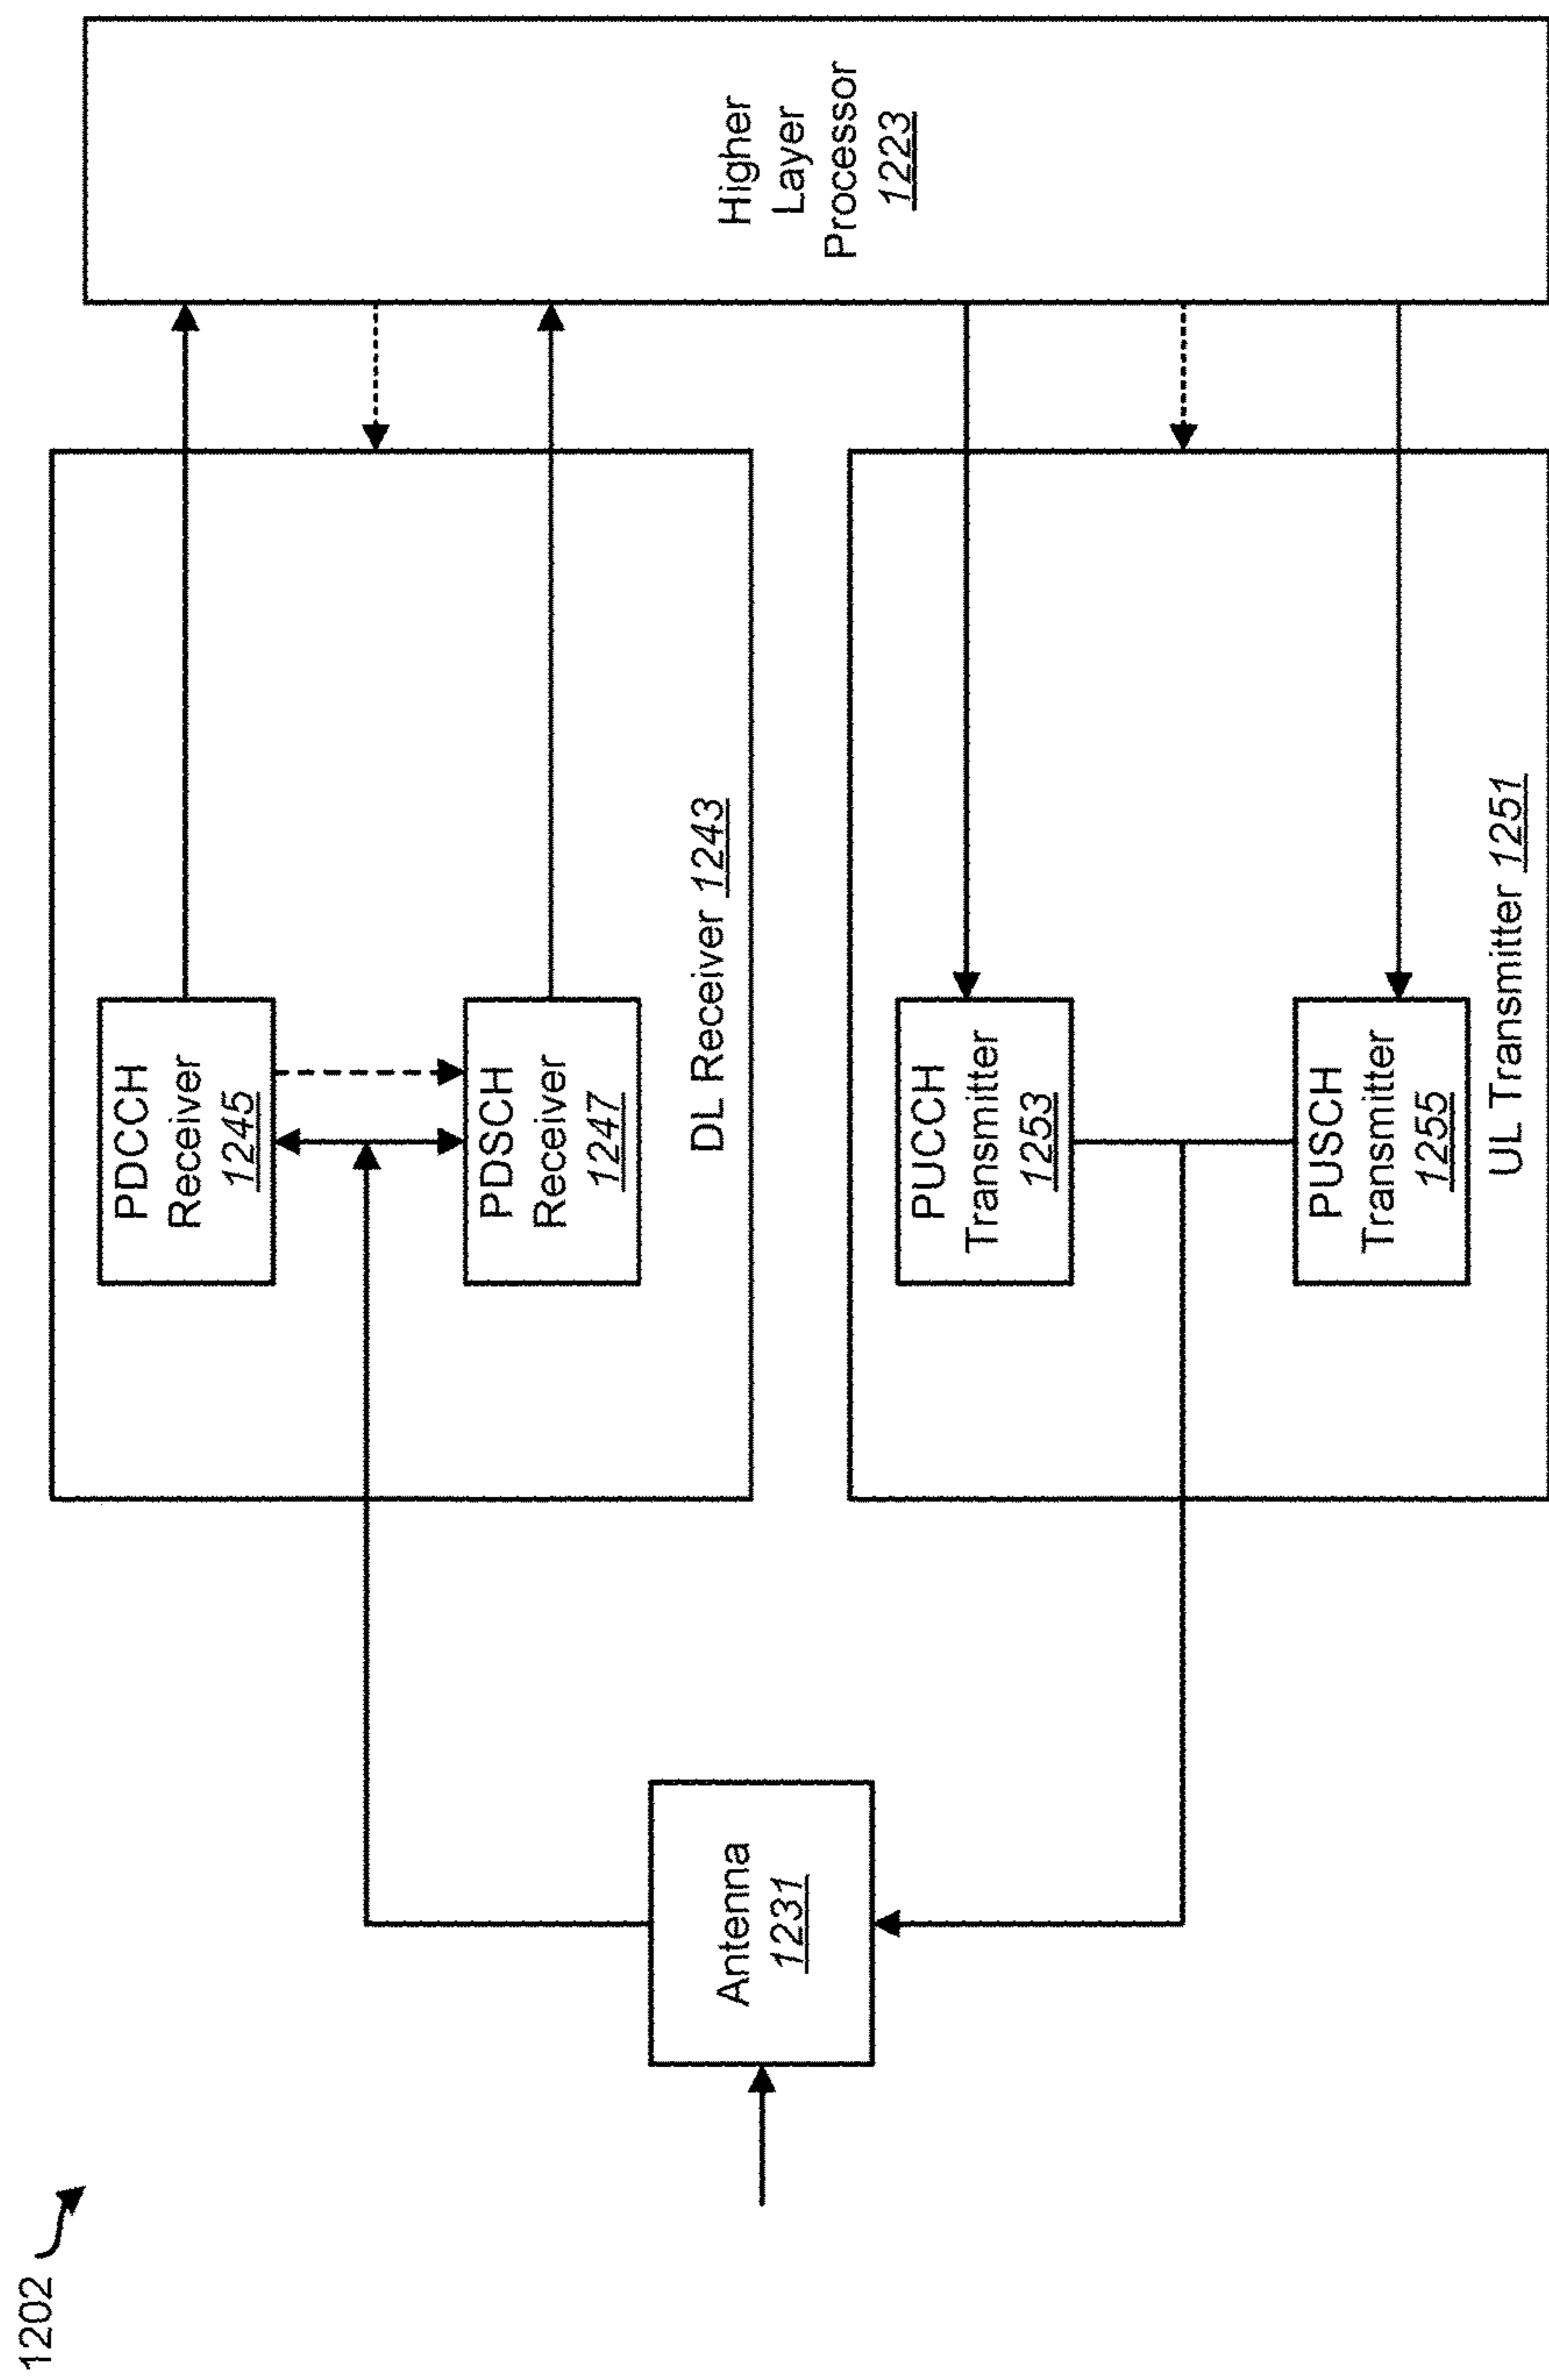 1202
Antenna
1231
PDCCH
Receiver
1245
PDSCH
Receiver
1247
DL Receiver 1243
PUCCH
Transmitter
1253
PUSCH
Transmitter
1255
UL Transmitter 1251
Higher
Layer
Processor
1223